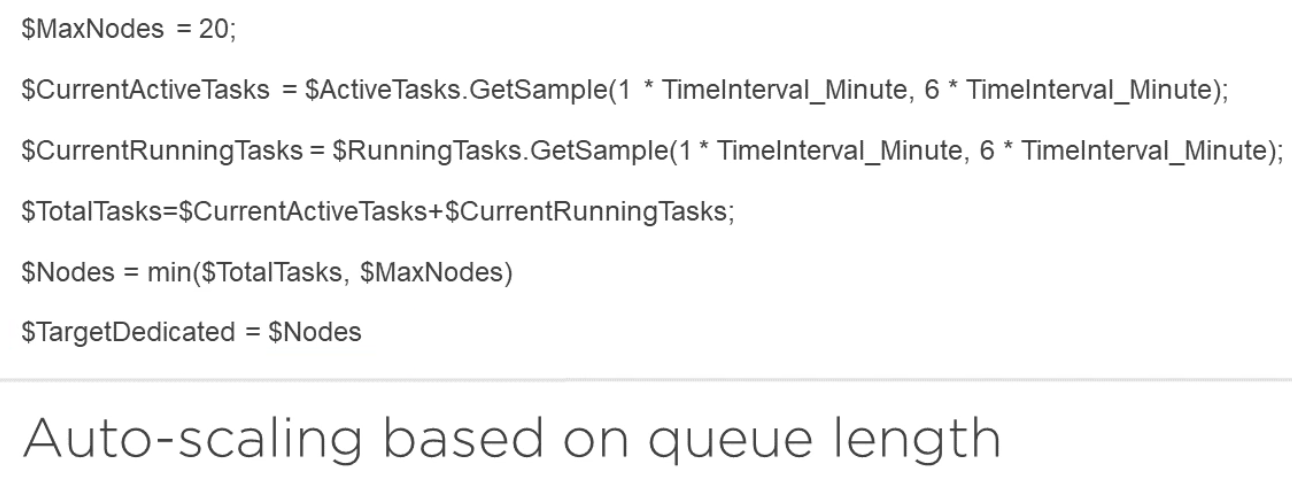 $MaxNodes = 20;
$CurrentActiveTasks = $ActiveTasks.GetSample(1 * TimeInterval_Minute, 6 * TimeInterval_Minute);
$CurrentRunningTasks = $RunningTasks.GetSample(1 * TimeInterval_Minute, 6 * TimeInterval_Minute);
$TotalTasks=$CurrentActiveTasks+$CurrentRunningTasks;
$Nodes = min($TotalTasks, $MaxNodes)
$TargetDedicated = $Nodes
Auto-scaling based on queue length